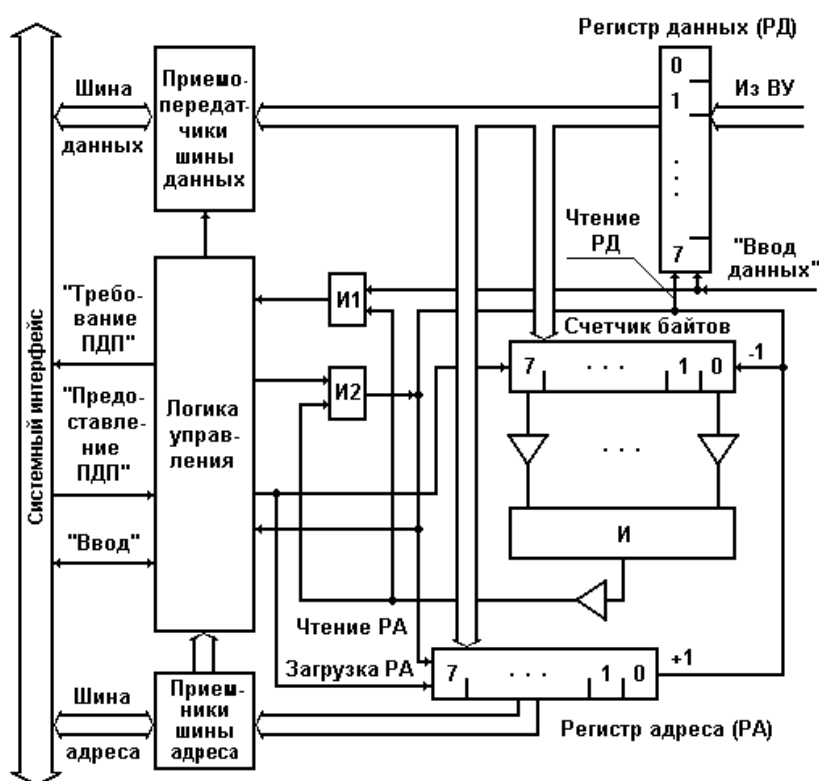 Регистр данных (РД)
Шина
данных
Приемо-
передат-
чики
шины
данных
0
1
7
Из ВУ
Чтение
РД
"Ввод
данных"
Системный интерфейс
"Требо-
вание
ПДП"
"Предо-
ставле-
ние
ПДП"
"Ввод"
Логика
управ-
ления
И1
И2
Счетчик байтов
7 . . . 1 0
-1
. . .
И
Чтение РА
Загрузка РА
7 . . . 1 0
+1
Регистр адреса (РА)
Шина
адреса
Прием-
ники
шины
адреса